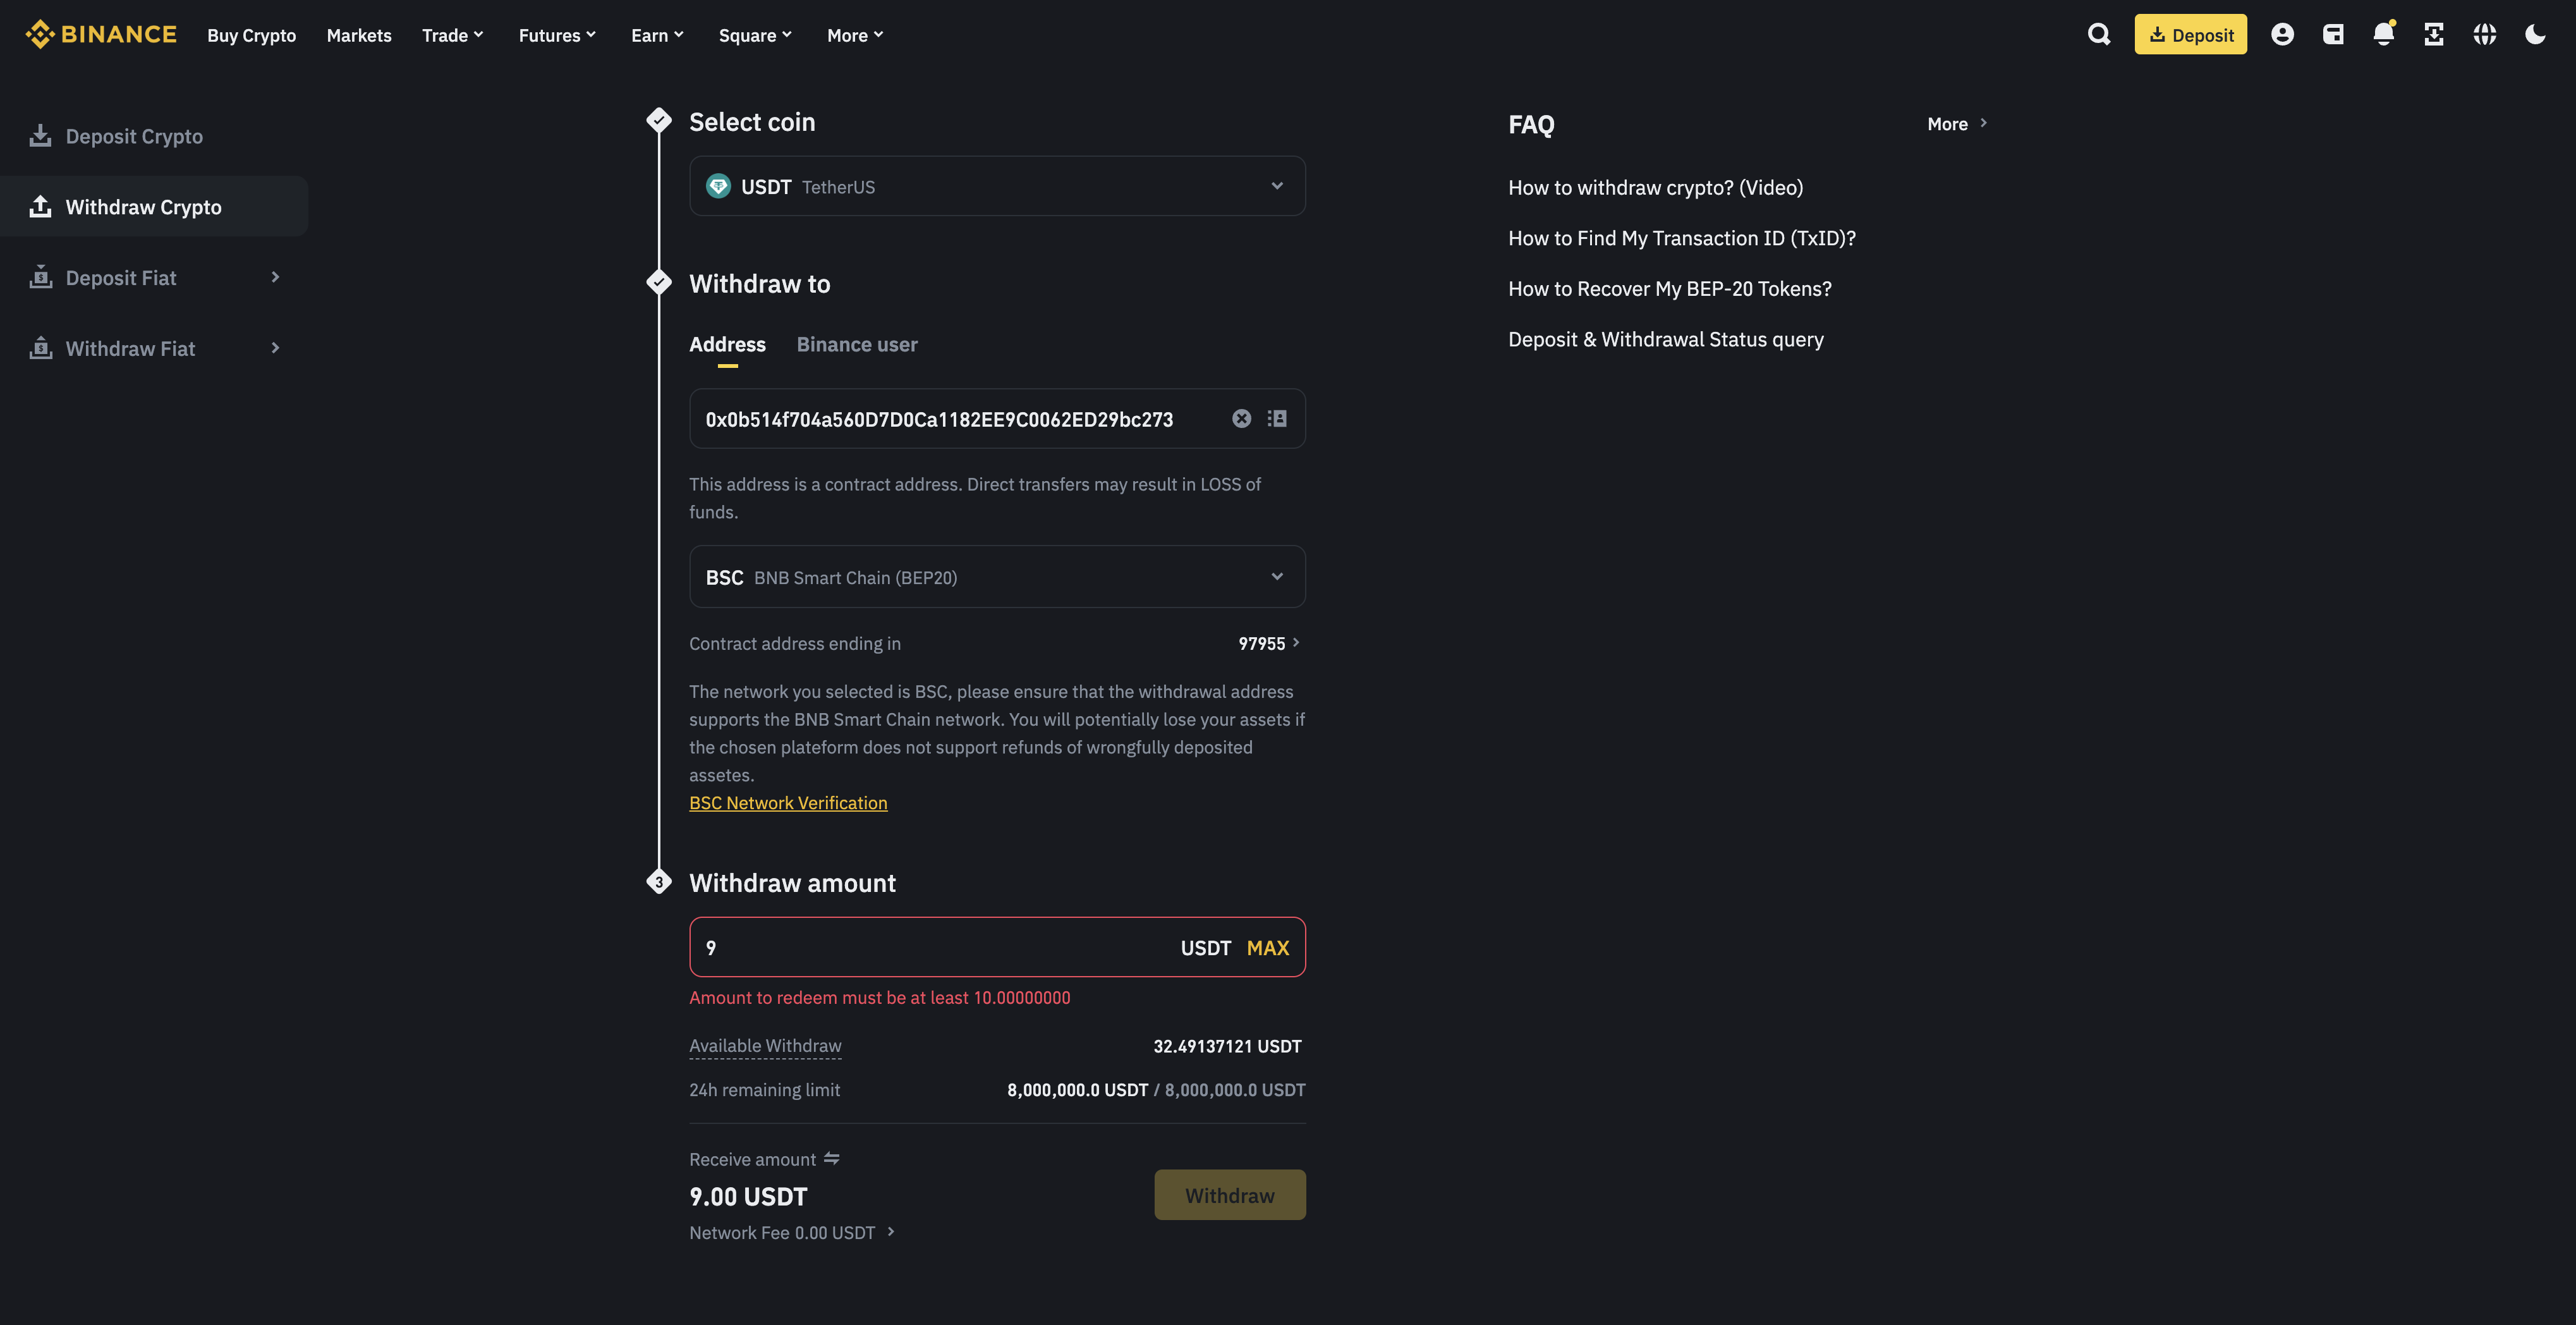 BINANCE
Buy Crypto
Markets
Trade
Futures
Earn
Square
More
Deposit
Deposit Crypto
Withdraw Crypto
Deposit Fiat
Withdraw Fiat
Select coin
USDT TetherUS
Withdraw to
Address
Binance user
0x0b514f704a560D7D0Ca1182EE9C0062ED29bc273
This address is a contract address. Direct transfers may result in LOSS of
funds.
BSC BNB Smart Chain (BEP20)
Contract address ending in
97955
The network you selected is BSC, please ensure that the withdrawal address
supports the BNB Smart Chain network. You will potentially lose your assets if
the chosen plateform does not support refunds of wrongfully deposited
assetes.
BSC Network Verification
3
Withdraw amount
9
USDT MAX
Amount to redeem must be at least 10.00000000
Available Withdraw
32.49137121 USDT
24h remaining limit
8,000,000.0 USDT / 8,000,000.0 USDT
Receive amount
9.00 USDT
Network Fee 0.00 USDT
Withdraw
FAQ
More
How to withdraw crypto? (Video)
How to Find My Transaction ID (TxID)?
How to Recover My BEP-20 Tokens?
Deposit & Withdrawal Status query